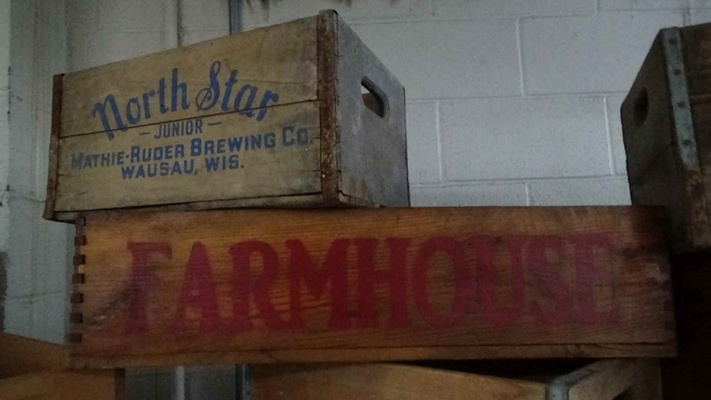 North Star
- JUNIOR -
MATHIE-RUDER BREWING CO.
WAUSAU, WIS.
FARMHOUSE